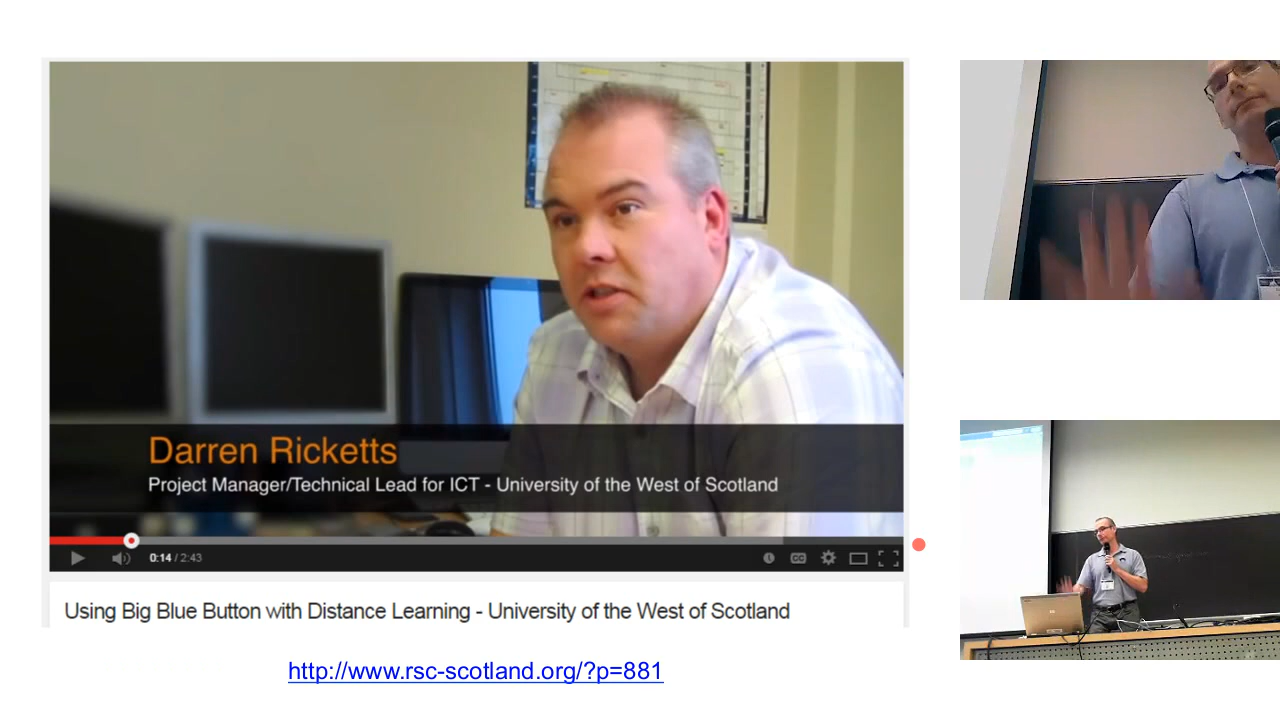 Darren Ricketts
Project Manager/Technical Lead for ICT - University of the West of Scotland
0:14 / 2:43
CC
Using Big Blue Button with Distance Learning - University of the West of Scotland
http://www.rsc-scotland.org/?p=881